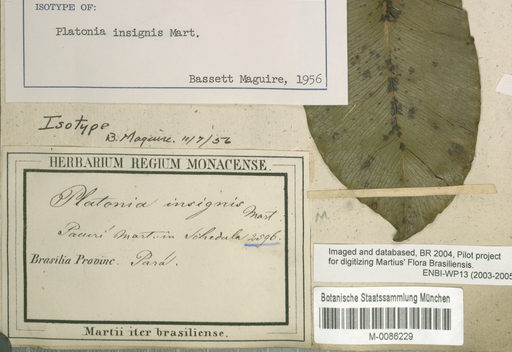 ISOTYPE OF:
Platonia insignis Mart.
Bassett Maguire, 1956
Isotype
B. Maguire. 11/7/56
HERBARIUM REGIUM MONACENSE.
Platonia insignis Mart.
Pacuri Mart. in Schedula 2596.
Brasilia Provinc. Pará.
Martii iter brasiliense.
M
Imaged and databased, BR 2004, Pilot project
for digitizing Martius' Flora Brasiliensis.
ENBI-WP13 (2003-2005
Botanische Staatssammlung München
M-0086229